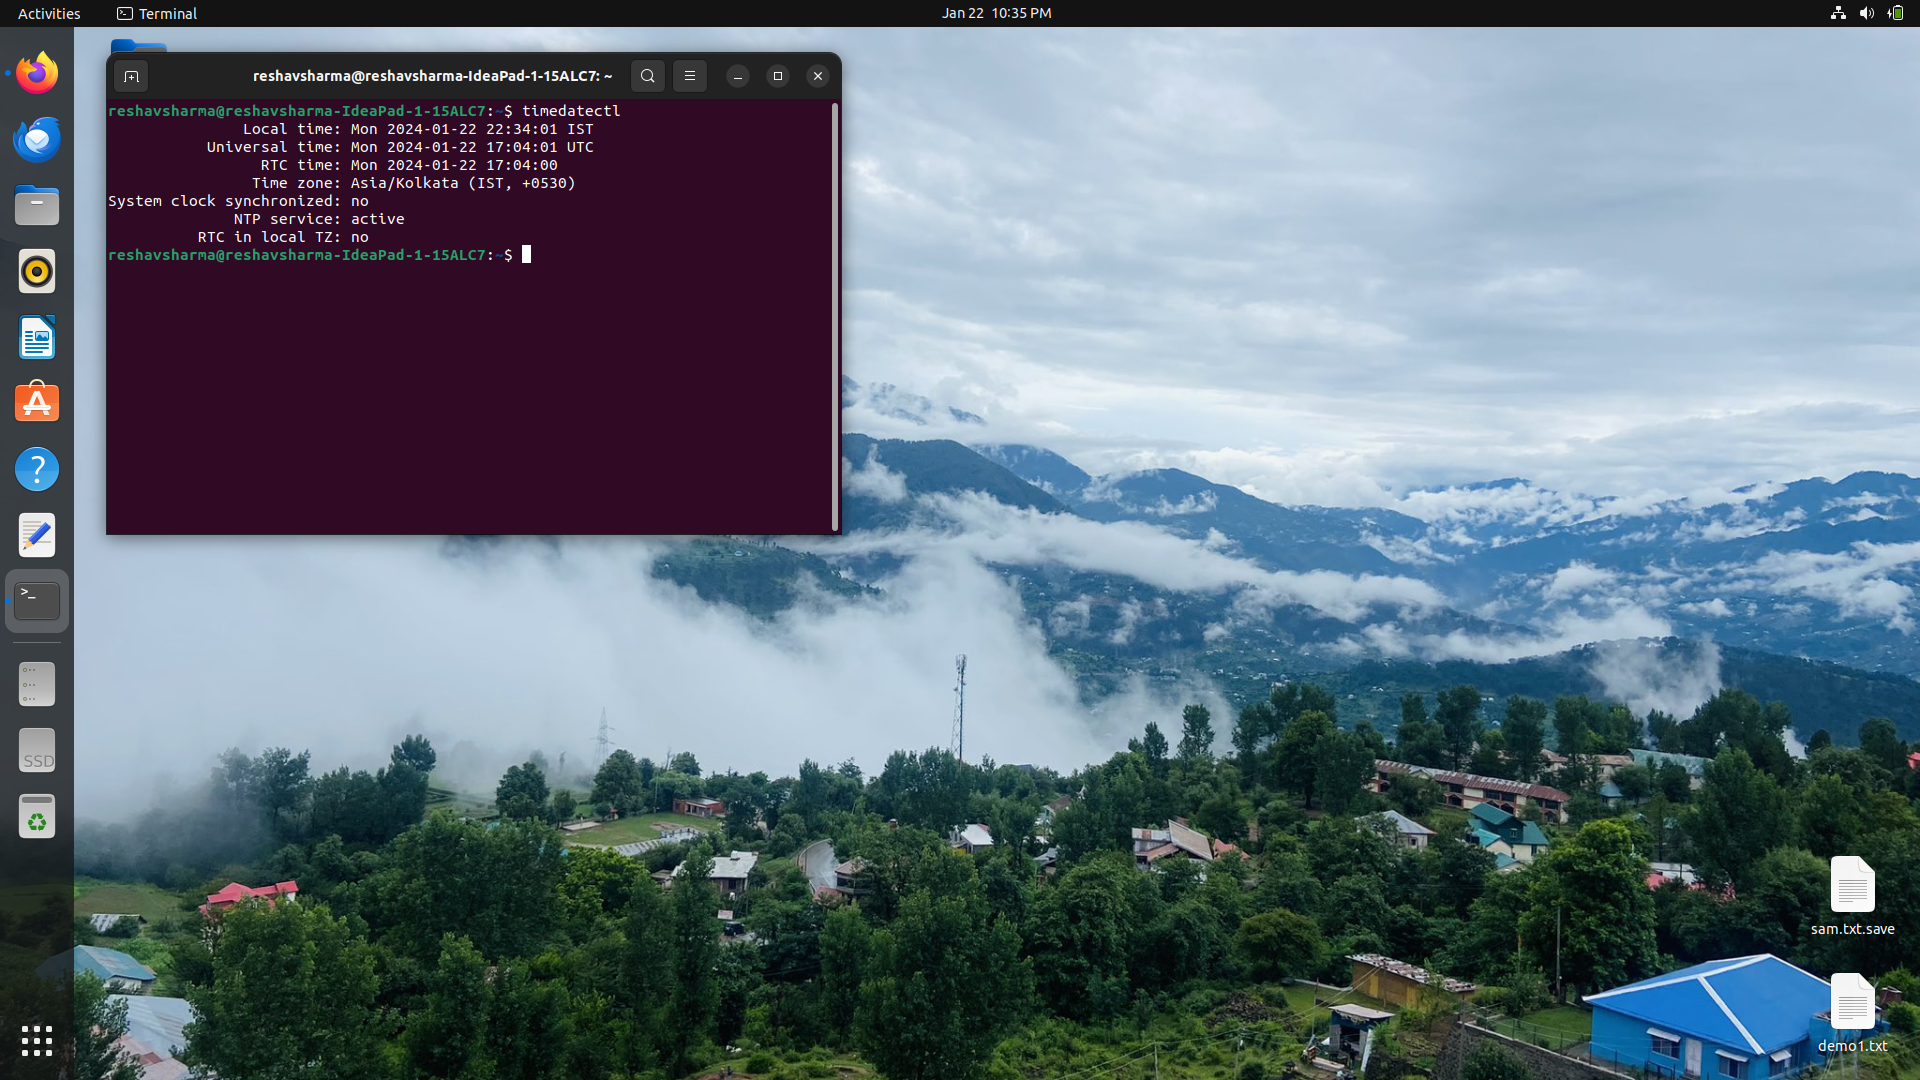 Activities Terminal Jan 22 10:35 PM
reshavsharma@reshavsharma-IdeaPad-1-15ALC7: ~
reshavsharma@reshavsharma-IdeaPad-1-15ALC7:~$ timedatectl
Local time: Mon 2024-01-22 22:34:01 IST
Universal time: Mon 2024-01-22 17:04:01 UTC
RTC time: Mon 2024-01-22 17:04:00
Time zone: Asia/Kolkata (IST, +0530)
System clock synchronized: no
NTP service: active
RTC in local TZ: no
reshavsharma@reshavsharma-IdeaPad-1-15ALC7:~$
SSD
sam.txt.save
demo1.txt